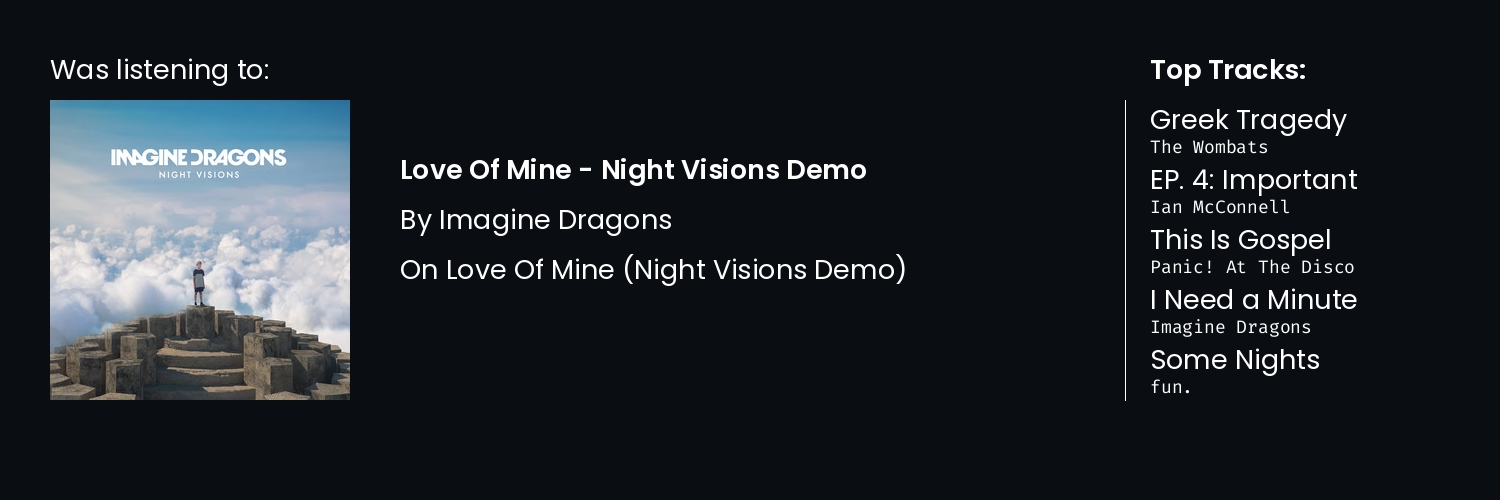 Was listening to:
IMAGINE DRAGONS
NIGHT VISIONS
Love Of Mine - Night Visions Demo
By Imagine Dragons
On Love Of Mine (Night Visions Demo)
Top Tracks:
Greek Tragedy
The Wombats
EP. 4: Important
Ian McConnell
This Is Gospel
Panic! At The Disco
I Need a Minute
Imagine Dragons
Some Nights
fun.